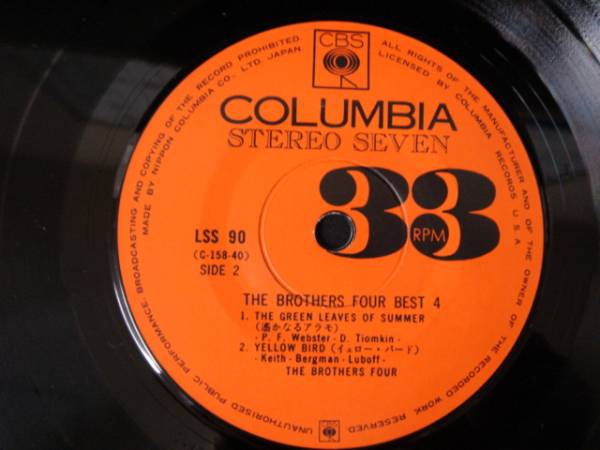 CBS
COLUMBIA
STEREO SEVEN
33
RPM
LSS 90
(C-158-40)
SIDE 2
THE BROTHERS FOUR BEST 4
1. THE GREEN LEAVES OF SUMMER
(遙かなるアラモ)
- P. F. Webster - D. Tiomkin -
2. YELLOW BIRD (イェロー・バード)
- Keith - Bergman - Luboff -
THE BROTHERS FOUR
ALL RIGHTS OF THE MANUFACTURER AND OF THE OWNER OF THE RECORDED WORK RESERVED. UNAUTHORISED PUBLIC PERFORMANCE, BROADCASTING AND COPYING OF THE RECORD PROHIBITED.
LICENSED BY COLUMBIA RECORDS U.S.A.
MADE BY NIPPON COLUMBIA CO., LTD. JAPAN.